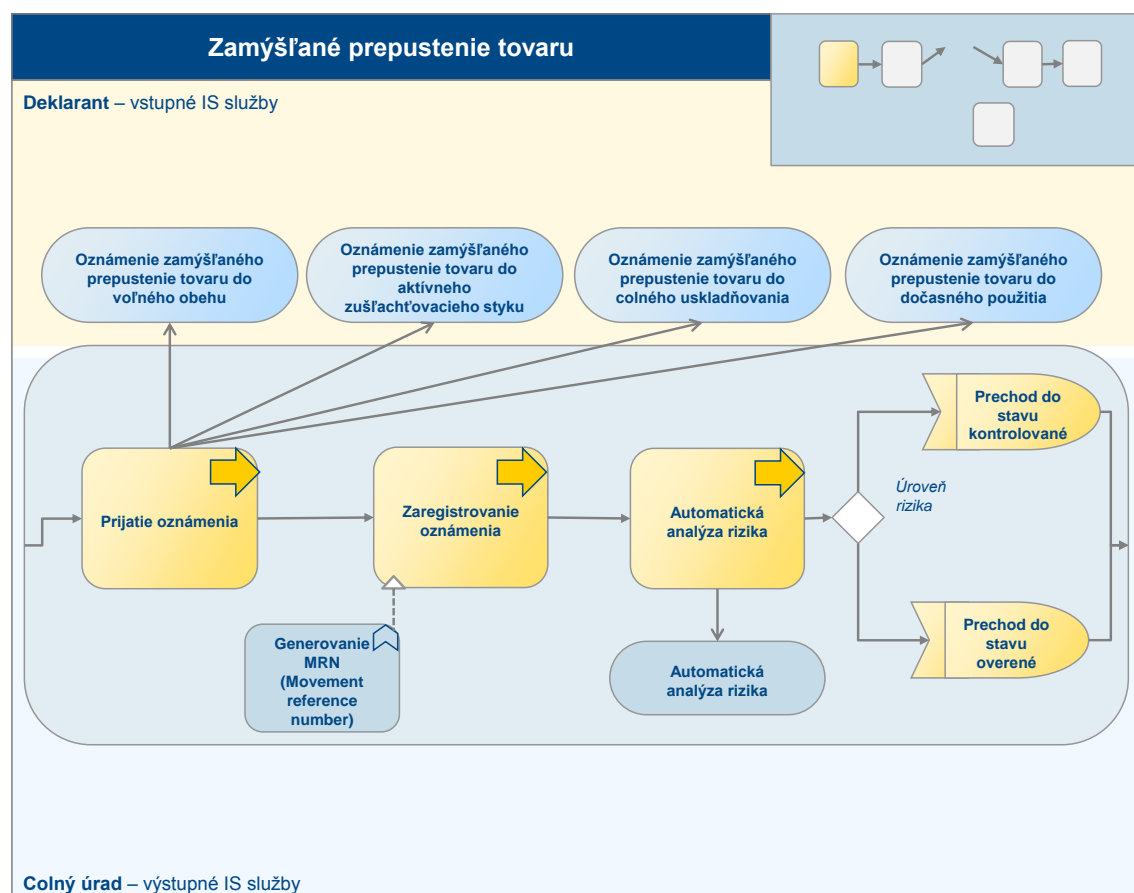 Zamýšľané prepustenie tovaru
Deklarant – vstupné IS služby
Oznámenie zamýšľaného
prepustenie tovaru do
voľného obehu
Oznámenie zamýšľaného
prepustenie tovaru do
aktívneho
zušľachťovacieho styku
Oznámenie zamýšľaného
prepustenie tovaru do
colného uskladňovania
Oznámenie zamýšľaného
prepustenie tovaru do
dočasného použitia
Prijatie oznámenia
Zaregistrovanie
oznámenia
Automatická
analýza rizika
Úroveň
rizika
Prechod do
stavu
kontrolované
Prechod do
stavu
overené
Generovanie
MRN
(Movement
reference
number)
Automatická
analýza rizika
Colný úrad – výstupné IS služby